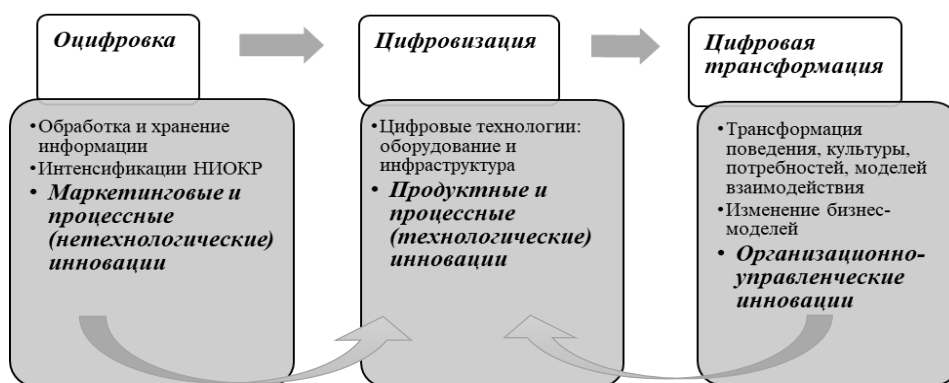 Оцифровка
• Обработка и хранение
информации
• Интенсификации НИОКР
• Маркетинговые и
процессные
(нетехнологические)
инновации
Цифровизация
• Цифровые технологии:
оборудование и
инфраструктура
• Продуктные и
процессные
(технологические)
инновации
Цифровая
трансформация
• Трансформация
поведения, культуры,
потребностей, моделей
взаимодействия
• Изменение бизнес-
моделей
• Организационно-
управленческие
инновации